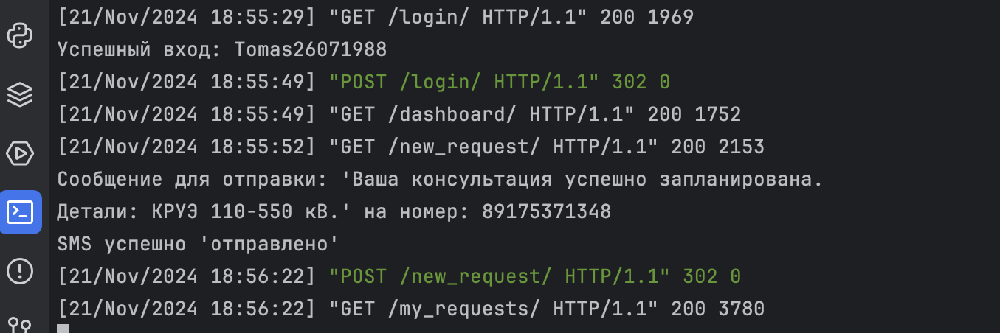 [21/Nov/2024 18:55:29] "GET /login/ HTTP/1.1" 200 1969
Успешный вход: Tomas26071988
[21/Nov/2024 18:55:49] "POST /login/ HTTP/1.1" 302 0
[21/Nov/2024 18:55:49] "GET /dashboard/ HTTP/1.1" 200 1752
[21/Nov/2024 18:55:52] "GET /new_request/ HTTP/1.1" 200 2153
Сообщение для отправки: 'Ваша консультация успешно запланирована.
Детали: КРУЭ 110-550 кВ.' на номер: 89175371348
SMS успешно 'отправлено'
[21/Nov/2024 18:56:22] "POST /new_request/ HTTP/1.1" 302 0
[21/Nov/2024 18:56:22] "GET /my_requests/ HTTP/1.1" 200 3780